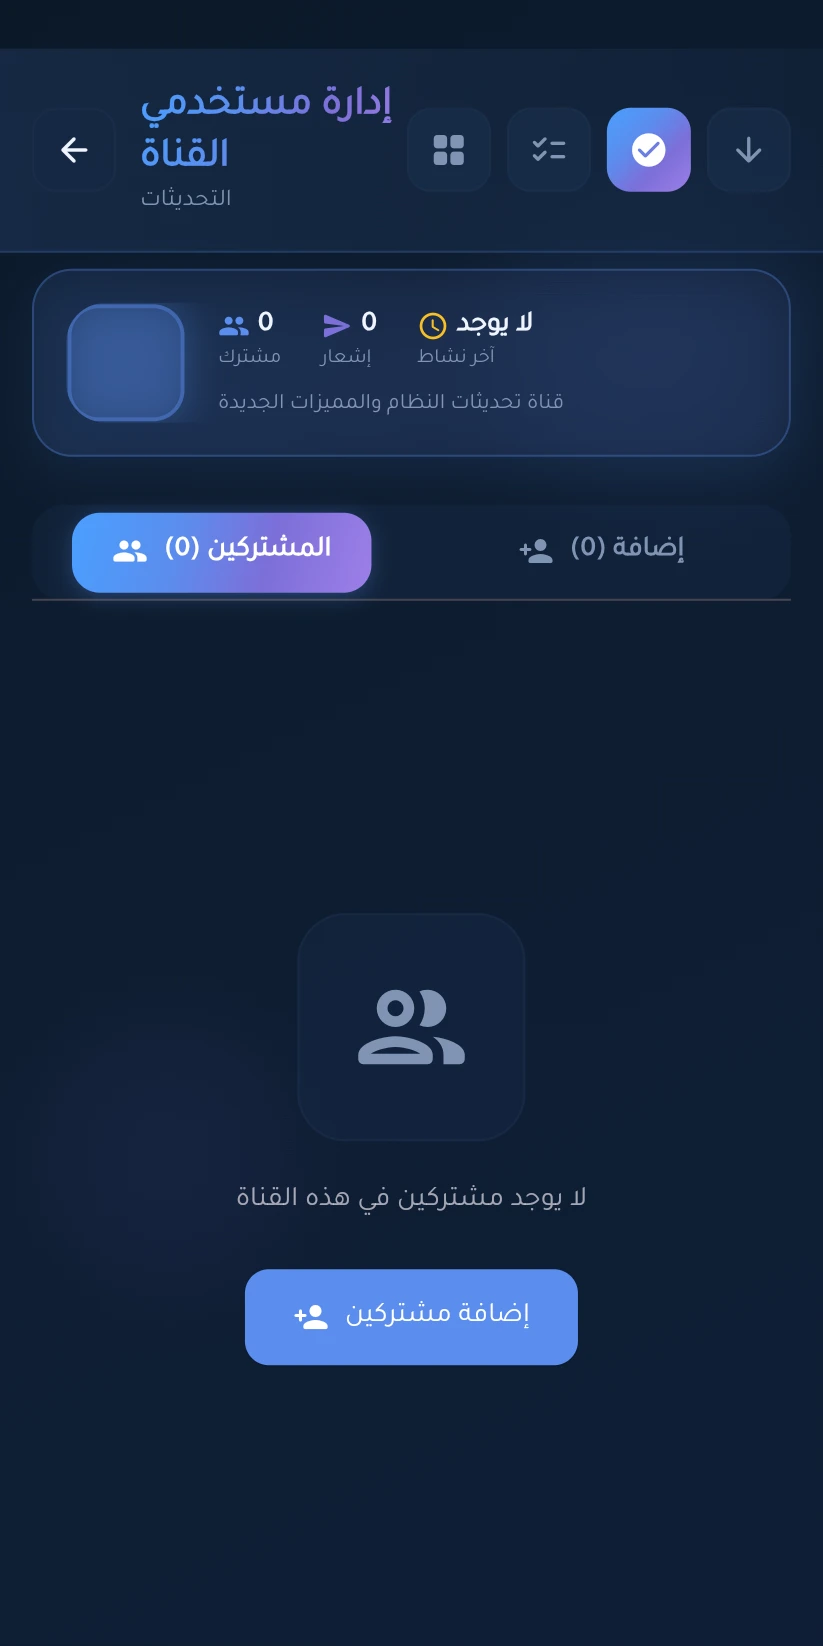 إدارة مستخدمي
القناة
التحديثات
0
مشترك
0
إشعار
لا يوجد
آخر نشاط
قناة تحديثات النظام والمميزات الجديدة
المشتركين (0)
إضافة (0)
لا يوجد مشتركين في هذه القناة
إضافة مشتركين